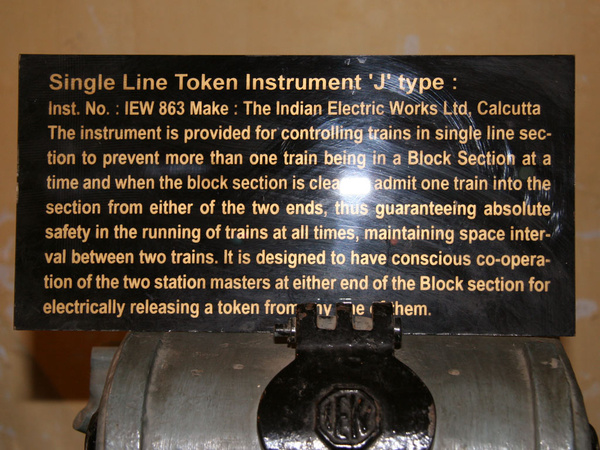 Single Line Token Instrument 'J' type :
Inst. No. : IEW 863 Make : The Indian Electric Works Ltd, Calcutta
The instrument is provided for controlling trains in single line sec-
tion to prevent more than one train being in a Block Section at a
time and when the block section is admit one train into the
section from either of the two ends, thus guaranteeing absolute
safety in the running of trains at all times, maintaining space inter-
val between two trains. It is designed to have conscious co-opera-
tion of the two station masters at either end of the Block section for
electrically releasing a token from them.
IEW